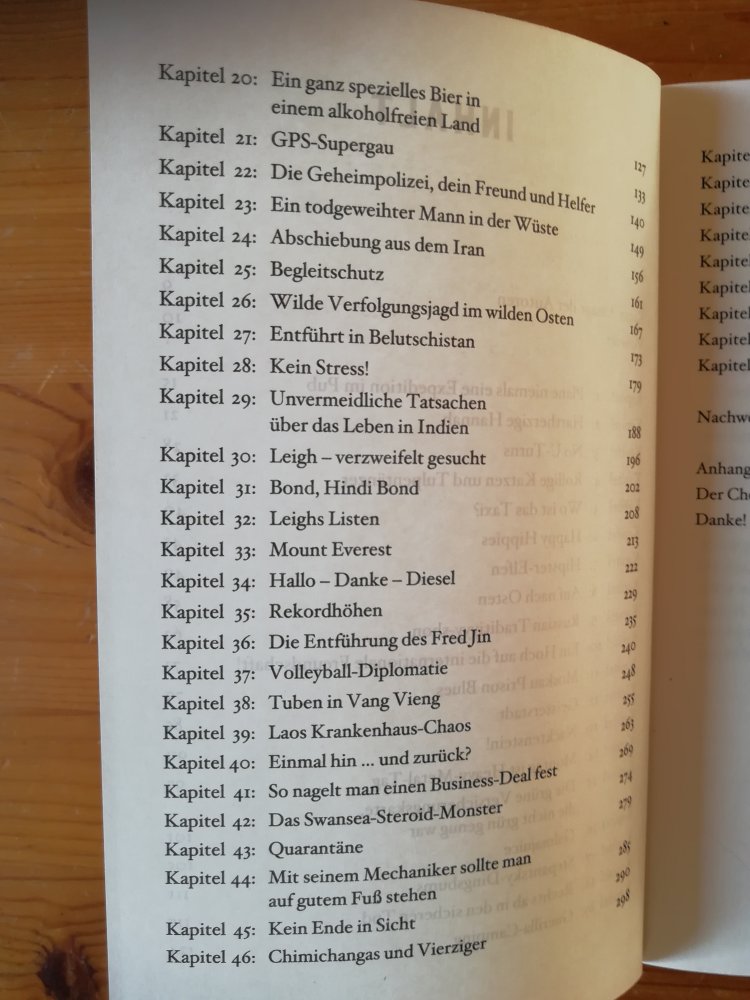 Kapitel 20: Ein ganz spezielles Bier in
einem alkoholfreien Land 127
Kapitel 21: GPS-Supergau 133
Kapitel 22: Die Geheimpolizei, dein Freund und Helfer 140
Kapitel 23: Ein todgeweihter Mann in der Wüste 149
Kapitel 24: Abschiebung aus dem Iran 156
Kapitel 25: Begleitschutz 161
Kapitel 26: Wilde Verfolgungsjagd im wilden Osten 167
Kapitel 27: Entführt in Belutschistan 173
Kapitel 28: Kein Stress! 179
Kapitel 29: Unvermeidliche Tatsachen
über das Leben in Indien 188
Kapitel 30: Leigh – verzweifelt gesucht 196
Kapitel 31: Bond, Hindi Bond 202
Kapitel 32: Leighs Listen 208
Kapitel 33: Mount Everest 213
Kapitel 34: Hallo – Danke – Diesel 222
Kapitel 35: Rekordhöhen 229
Kapitel 36: Die Entführung des Fred Jin 235
Kapitel 37: Volleyball-Diplomatie 240
Kapitel 38: Tuben in Vang Vieng 248
Kapitel 39: Laos Krankenhaus-Chaos 255
Kapitel 40: Einmal hin ... und zurück? 263
Kapitel 41: So nagelt man einen Business-Deal fest 269
Kapitel 42: Das Swansea-Steroid-Monster 274
Kapitel 43: Quarantäne 279
Kapitel 44: Mit seinem Mechaniker sollte man
auf gutem Fuß stehen 285
Kapitel 45: Kein Ende in Sicht 290
Kapitel 46: Chimichangas und Vierziger 298
Kapite
Kapite
Kapite
Kapite
Kapitel
Kapitel
Kapitel
Kapitel
Kapitel
Nachw
Anhang
Der Ch
Danke!